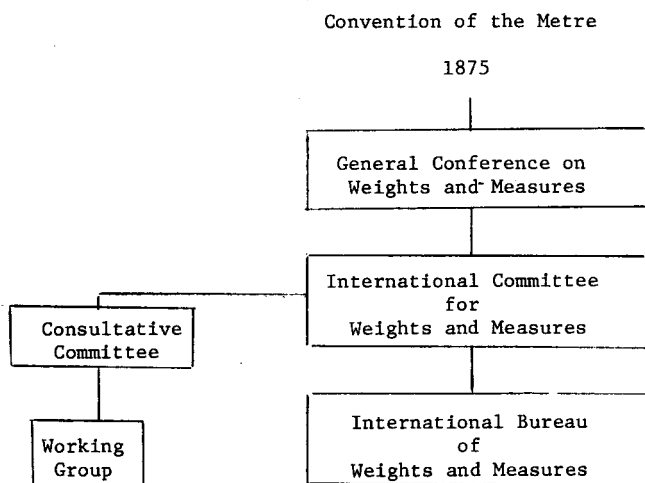 Convention of the Metre
1875
General Conference on
Weights and Measures
International Committee
for
Weights and Measures
Consultative
Committee
International Bureau
of
Weights and Measures
Working
Group